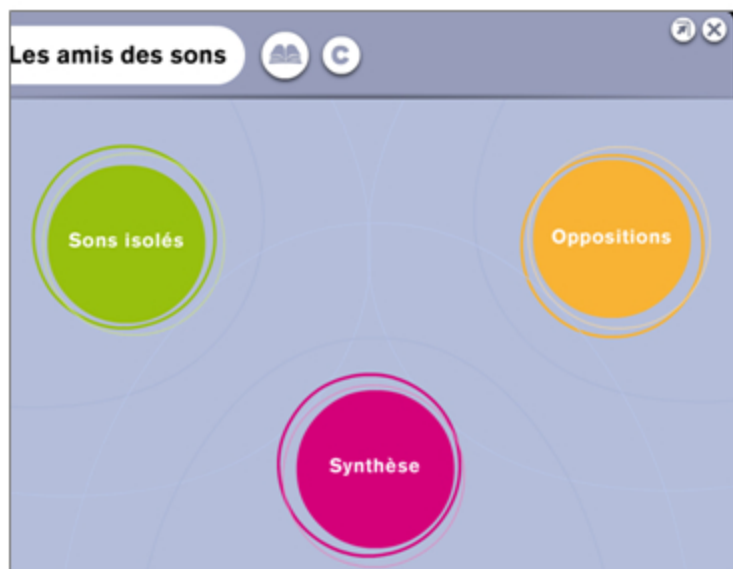 Les amis des sons
C
Sons isolés
Oppositions
Synthèse